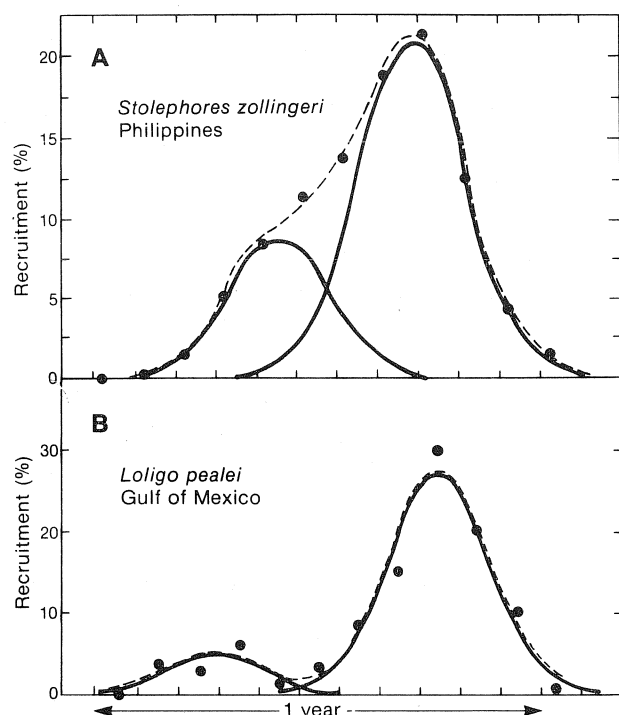 A
Stolephores zollingeri
Philippines
Recruitment (%)
20
15
10
5
0
B
Loligo pealei
Gulf of Mexico
Recruitment (%)
30
20
10
0
1 year